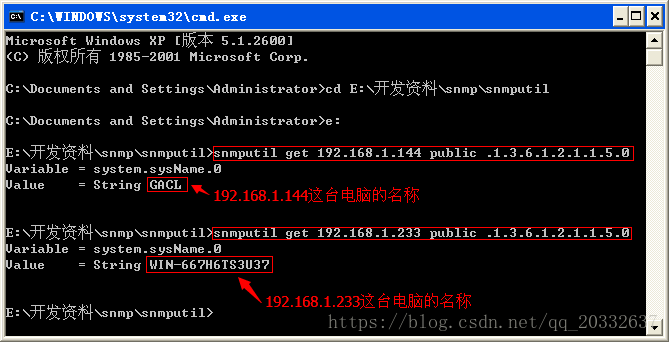 C:\WINDOWS\system32\cmd.exe
Microsoft Windows XP [版本 5.1.2600]
(C) 版权所有 1985-2001 Microsoft Corp.
C:\Documents and Settings\Administrator>cd E:\开发资料\snmp\snmputil
C:\Documents and Settings\Administrator>e:
E:\开发资料\snmp\snmputil>snmputil get 192.168.1.144 public .1.3.6.1.2.1.1.5.0
Variable = system.sysName.0
Value    = String GACL
192.168.1.144这台电脑的名称
E:\开发资料\snmp\snmputil>snmputil get 192.168.1.233 public .1.3.6.1.2.1.1.5.0
Variable = system.sysName.0
Value    = String WIN-667H6TS3U37
192.168.1.233这台电脑的名称
E:\开发资料\snmp\snmputil>
https://blog.csdn.net/qq_20332637